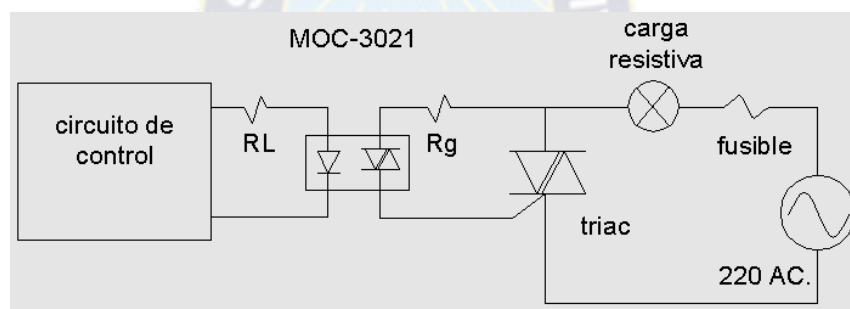 MOC-3021
carga
resistiva
circuito de
control
RL
Rg
fusible
triac
220 AC.